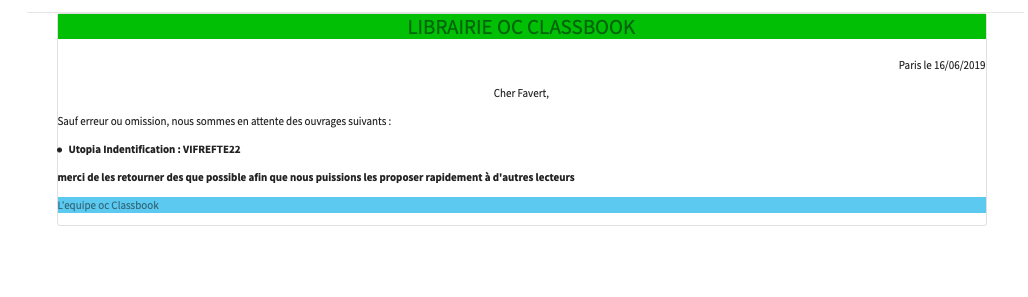 LIBRAIRIE OC CLASSBOOK
Paris le 16/06/2019
Cher Favert,
Sauf erreur ou omission, nous sommes en attente des ouvrages suivants :
• Utopia Indentification : VIFREFTE22
merci de les retourner des que possible afin que nous puissions les proposer rapidement à d'autres lecteurs
L'equipe oc Classbook